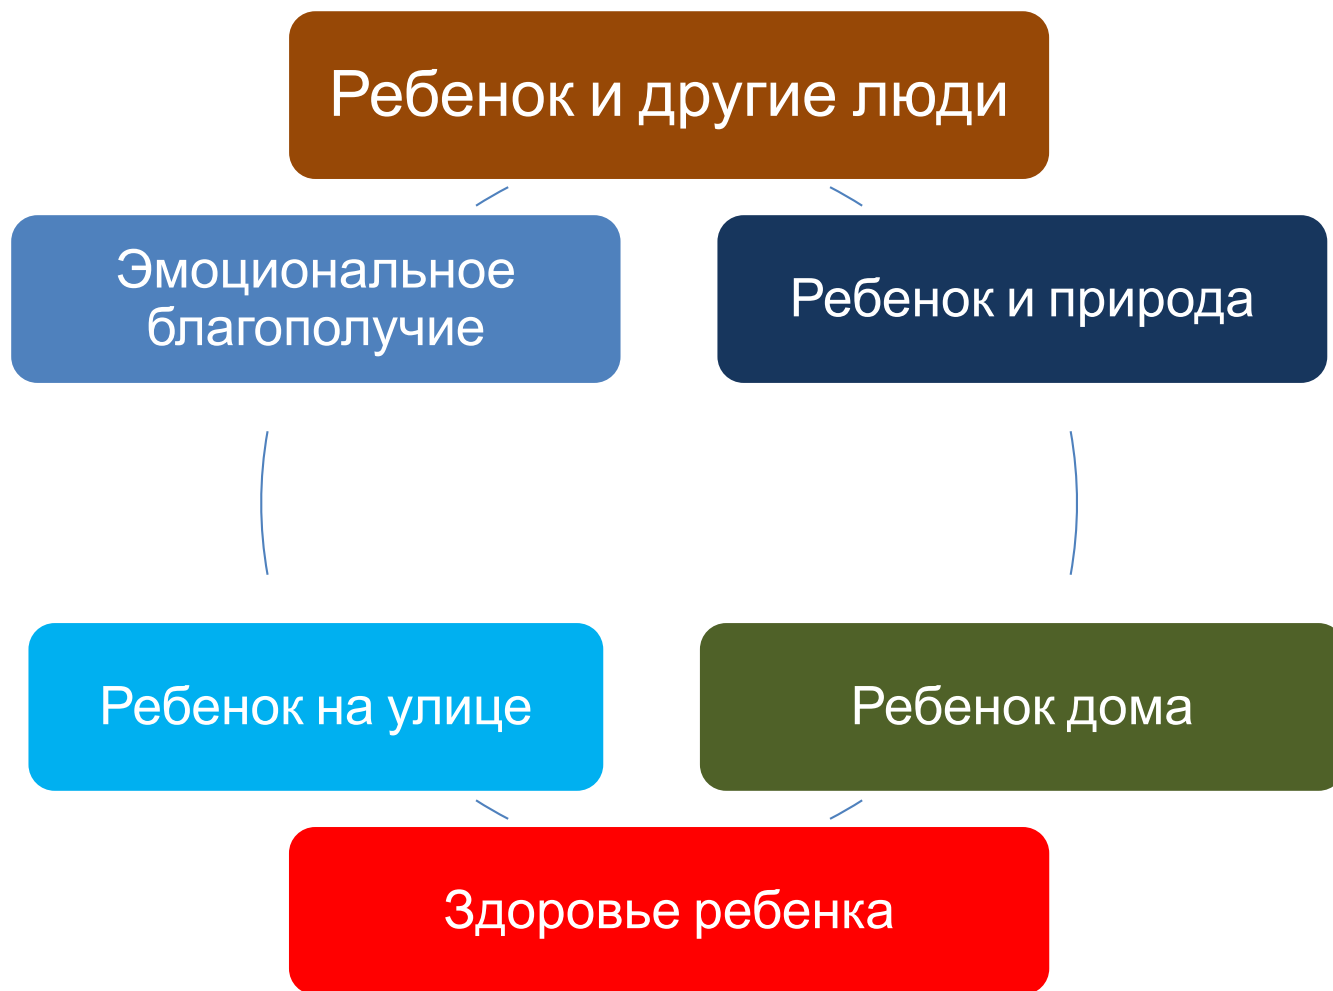 Ребенок и другие люди
Эмоциональное
благополучие
Ребенок и природа
Ребенок на улице
Ребенок дома
Здоровье ребенка